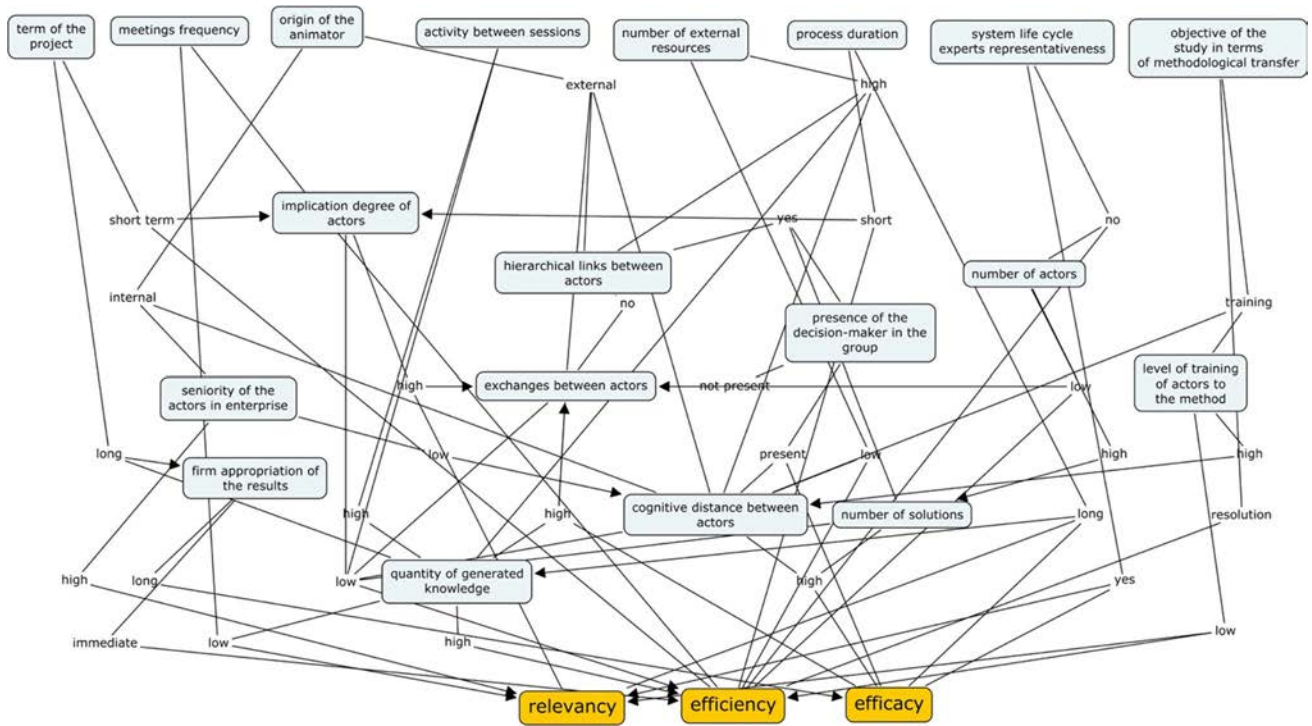 term of the
project
meetings frequency
origin of the
animator
activity between sessions
number of external
resources
process duration
system life cycle
experts representativeness
objective of the
study in terms
of methodological transfer
external
high
short term
implication degree of
actors
yes
short
no
hierarchical links between
actors
number of actors
internal
no
training
presence of the
decision-maker in the
group
seniority of the
actors in enterprise
high
exchanges between actors
not present
low
level of training
of actors to
the method
long
firm appropriation of
the results
low
present
low
high
high
high
high
cognitive distance between
actors
number of solutions
long
resolution
high
long
low
quantity of generated
knowledge
high
yes
immediate
low
high
low
relevancy
efficiency
efficacy